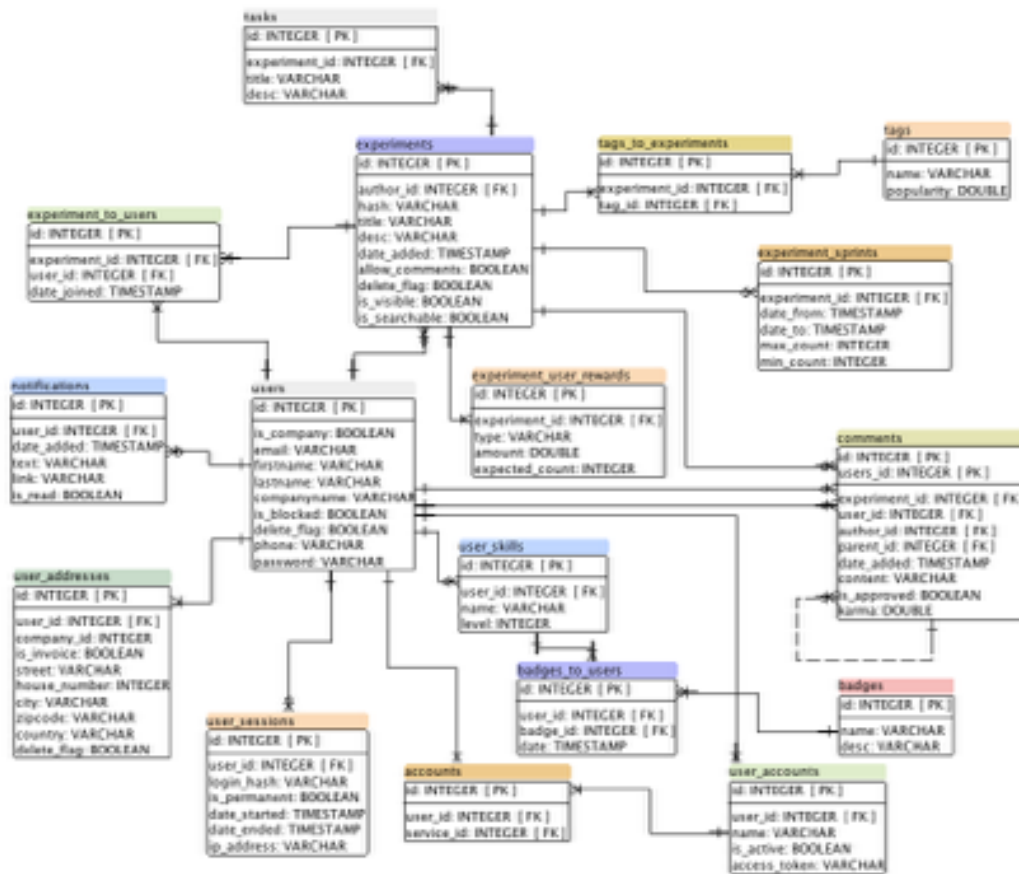 tasks
id: INTEGER [ PK ]
experiment_id: INTEGER [ FK ]
title: VARCHAR
desc: VARCHAR
experiments
id: INTEGER [ PK ]
author_id: INTEGER [ FK ]
hash: VARCHAR
title: VARCHAR
desc: VARCHAR
date_added: TIMESTAMP
allow_comments: BOOLEAN
delete_flag: BOOLEAN
is_visible: BOOLEAN
is_searchable: BOOLEAN
tags_to_experiments
id: INTEGER [ PK ]
experiment_id: INTEGER [ FK ]
tag_id: INTEGER [ FK ]
tags
id: INTEGER [ PK ]
name: VARCHAR
popularity: DOUBLE
experiment_to_users
id: INTEGER [ PK ]
experiment_id: INTEGER [ FK ]
user_id: INTEGER [ FK ]
date_joined: TIMESTAMP
experiment_sprints
id: INTEGER [ PK ]
experiment_id: INTEGER [ FK ]
date_from: TIMESTAMP
date_to: TIMESTAMP
max_count: INTEGER
min_count: INTEGER
notifications
id: INTEGER [ PK ]
user_id: INTEGER [ FK ]
date_added: TIMESTAMP
text: VARCHAR
link: VARCHAR
is_read: BOOLEAN
users
id: INTEGER [ PK ]
is_company: BOOLEAN
email: VARCHAR
firstname: VARCHAR
lastname: VARCHAR
companyname: VARCHAR
is_blocked: BOOLEAN
delete_flag: BOOLEAN
phone: VARCHAR
password: VARCHAR
experiment_user_rewards
id: INTEGER [ PK ]
experiment_id: INTEGER [ FK ]
type: VARCHAR
amount: DOUBLE
expected_count: INTEGER
comments
id: INTEGER [ PK ]
users_id: INTEGER [ PK ]
experiment_id: INTEGER [ FK
user_id: INTEGER [ FK ]
author_id: INTEGER [ FK ]
parent_id: INTEGER [ FK ]
date_added: TIMESTAMP
content: VARCHAR
is_approved: BOOLEAN
karma: DOUBLE
user_addresses
id: INTEGER [ PK ]
user_id: INTEGER [ FK ]
company_id: INTEGER
is_invoice: BOOLEAN
street: VARCHAR
house_number: INTEGER
city: VARCHAR
zipcode: VARCHAR
country: VARCHAR
delete_flag: BOOLEAN
user_skills
id: INTEGER [ PK ]
user_id: INTEGER [ FK ]
name: VARCHAR
level: INTEGER
badges_to_users
id: INTEGER [ PK ]
user_id: INTEGER [ FK ]
badge_id: INTEGER [ FK ]
date: TIMESTAMP
badges
id: INTEGER [ PK ]
name: VARCHAR
desc: VARCHAR
user_sessions
id: INTEGER [ PK ]
user_id: INTEGER [ FK ]
login_hash: VARCHAR
is_permanent: BOOLEAN
date_started: TIMESTAMP
date_ended: TIMESTAMP
ip_address: VARCHAR
accounts
id: INTEGER [ PK ]
user_id: INTEGER [ FK ]
service_id: INTEGER [ FK ]
user_accounts
id: INTEGER [ PK ]
user_id: INTEGER [ FK ]
name: VARCHAR
is_active: BOOLEAN
access_token: VARCHAR